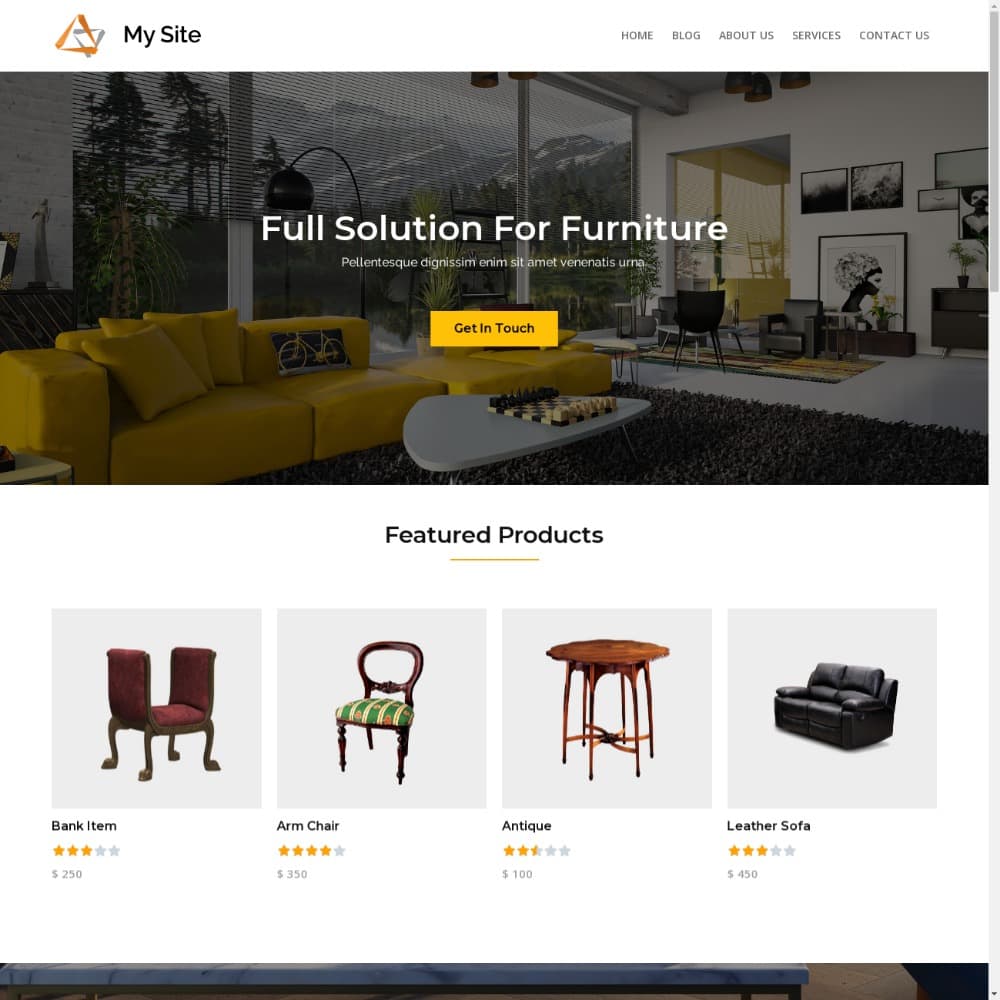 My Site
HOME BLOG ABOUT US SERVICES CONTACT US
Full Solution For Furniture
Pellentesque dignissim enim sit amet venenatis urna.
Get In Touch
Featured Products
Bank Item
$ 250
Arm Chair
$ 350
Antique
$ 100
Leather Sofa
$ 450